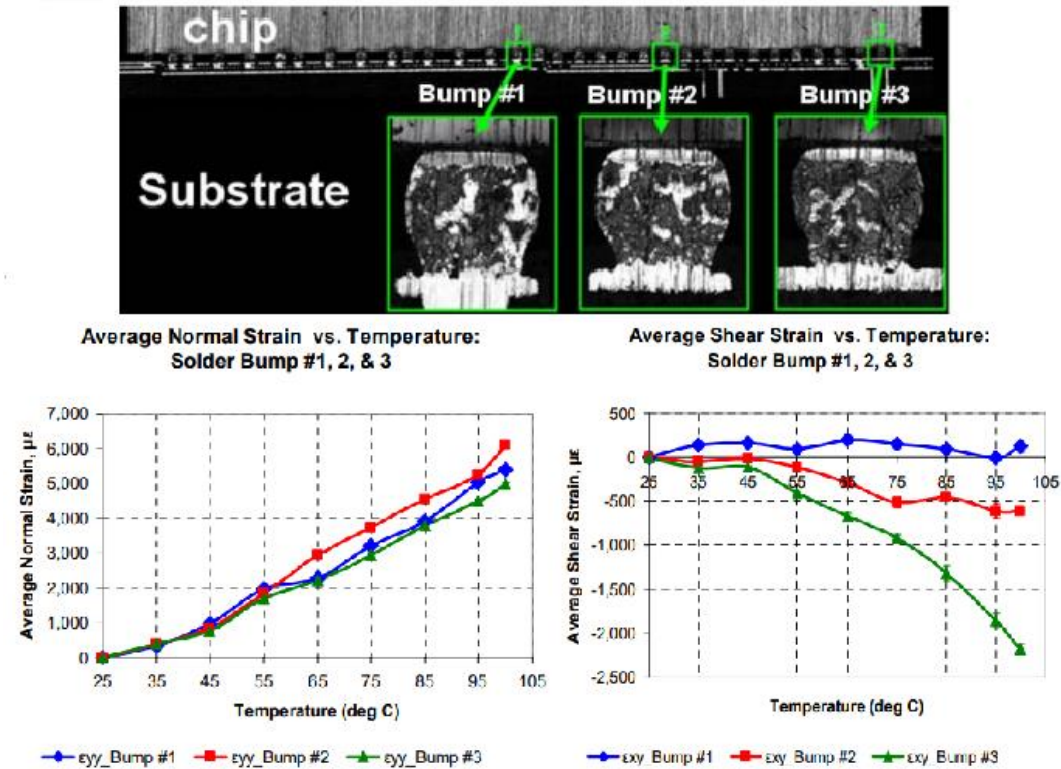 chip
1
2
3
Bump #1
Bump #2
Bump #3
Substrate
Average Normal Strain vs. Temperature:
Solder Bump #1, 2, & 3
Average Shear Strain vs. Temperature:
Solder Bump #1, 2, & 3
Average Normal Strain, µε
7,000
6,000
5,000
4,000
3,000
2,000
1,000
0
25 35 45 55 65 75 85 95 105
Temperature (deg C)
εyy_Bump #1 εyy_Bump #2 εyy_Bump #3
Average Shear Strain, µε
500
0
-500
-1,000
-1,500
-2,000
-2,500
25 35 45 55 65 75 85 95 105
Temperature (deg C)
εxy_Bump #1 εxy_Bump #2 εxy_Bump #3